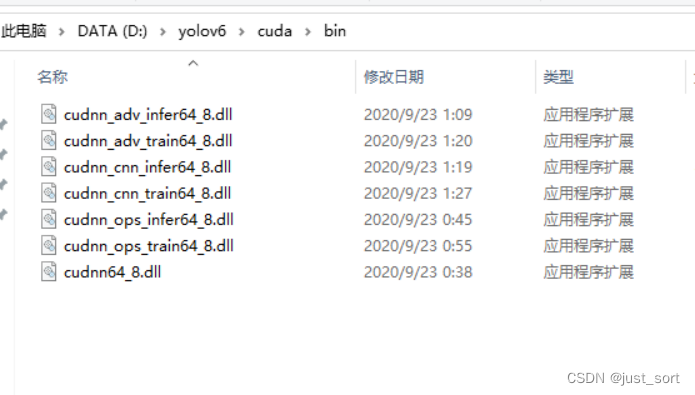 此电脑 > DATA (D:) > yolov6 > cuda > bin
名称 修改日期 类型
cudnn_adv_infer64_8.dll 2020/9/23 1:09 应用程序扩展
cudnn_adv_train64_8.dll 2020/9/23 1:20 应用程序扩展
cudnn_cnn_infer64_8.dll 2020/9/23 1:19 应用程序扩展
cudnn_cnn_train64_8.dll 2020/9/23 1:27 应用程序扩展
cudnn_ops_infer64_8.dll 2020/9/23 0:45 应用程序扩展
cudnn_ops_train64_8.dll 2020/9/23 0:55 应用程序扩展
cudnn64_8.dll 2020/9/23 0:38 应用程序扩展
CSDN @just_sort